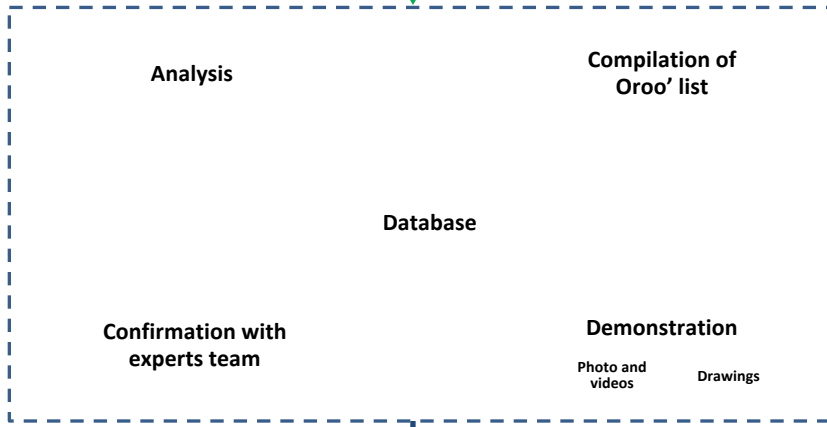 Analysis
Compilation of
Oroo’ list
Database
Confirmation with
experts team
Demonstration
Photo and
videos
Drawings